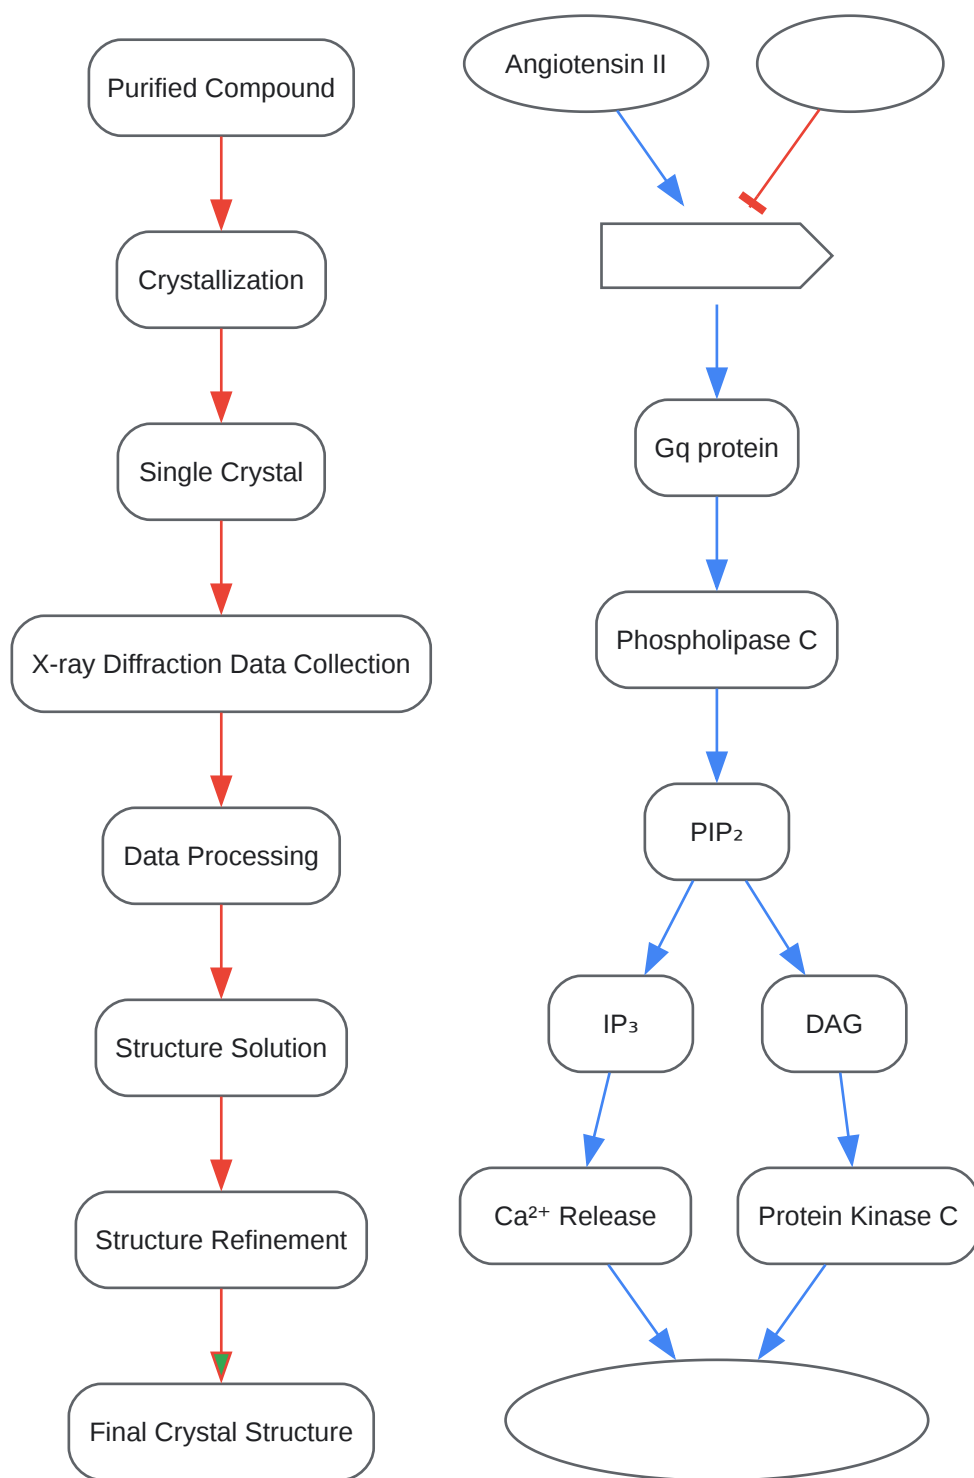 Purified Compound
Crystallization
Single Crystal
X-ray Diffraction Data Collection
Data Processing
Structure Solution
Structure Refinement
Final Crystal Structure
Angiotensin II
Gq protein
Phospholipase C
PIP₂
IP₃
DAG
Ca²⁺ Release
Protein Kinase C